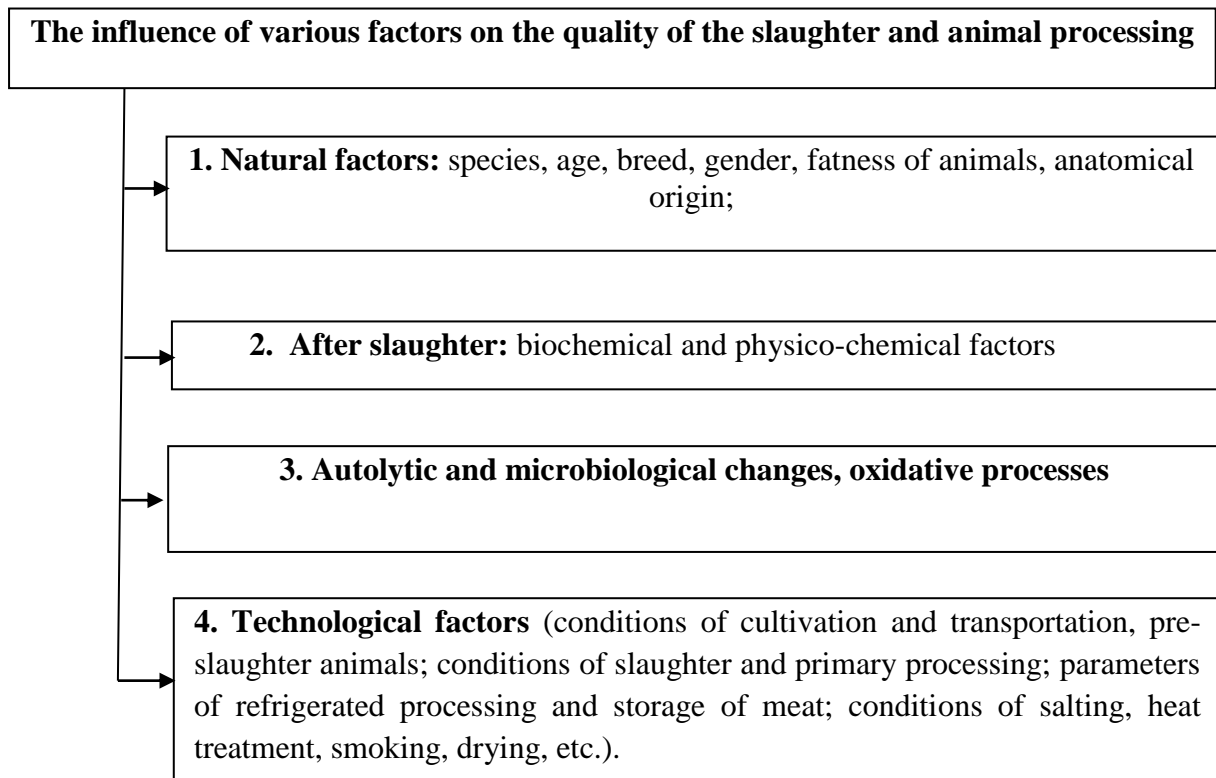 The influence of various factors on the quality of the slaughter and animal processing
1. Natural factors: species, age, breed, gender, fatness of animals, anatomical
origin;
2. After slaughter: biochemical and physico-chemical factors
3. Autolytic and microbiological changes, oxidative processes
4. Technological factors (conditions of cultivation and transportation, pre-
slaughter animals; conditions of slaughter and primary processing; parameters
of refrigerated processing and storage of meat; conditions of salting, heat
treatment, smoking, drying, etc.).